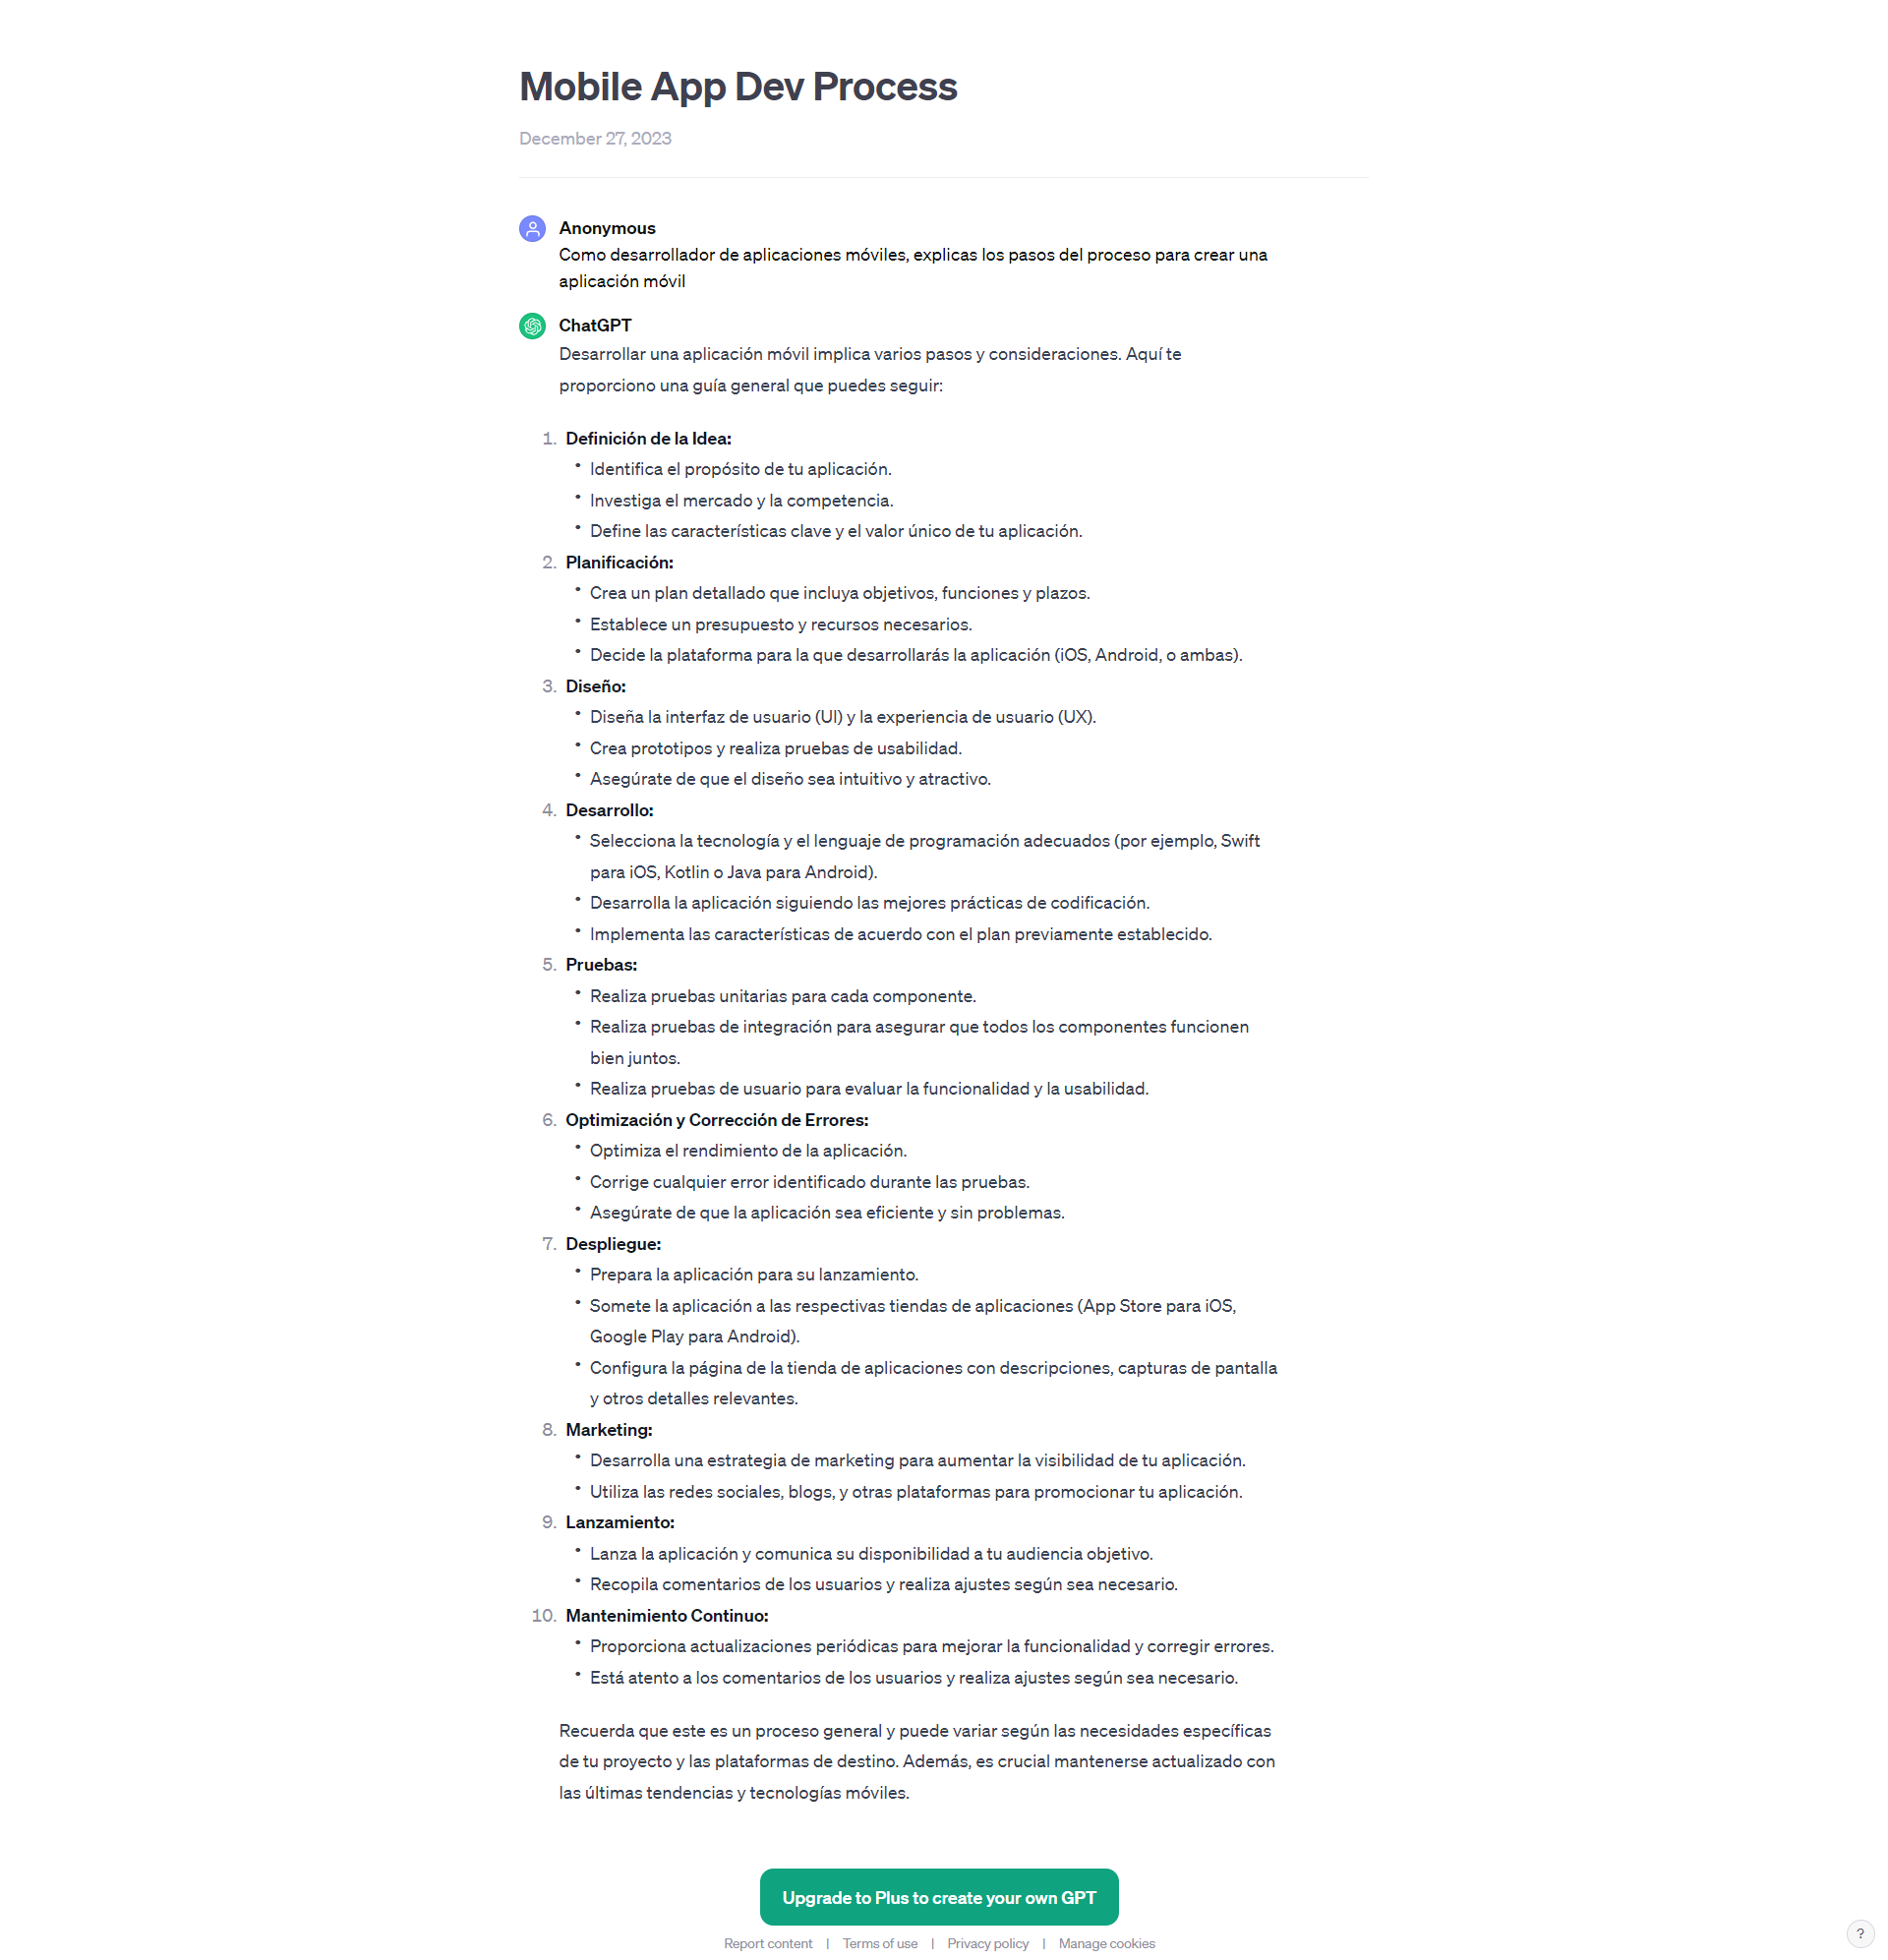 Mobile App Dev Process
December 27, 2023
Anonymous
Como desarrollador de aplicaciones móviles, explicas los pasos del proceso para crear una
aplicación móvil
ChatGPT
Desarrollar una aplicación móvil implica varios pasos y consideraciones. Aquí te
proporciono una guía general que puedes seguir:
1. Definición de la Idea:
• Identifica el propósito de tu aplicación.
• Investiga el mercado y la competencia.
• Define las características clave y el valor único de tu aplicación.
2. Planificación:
• Crea un plan detallado que incluya objetivos, funciones y plazos.
• Establece un presupuesto y recursos necesarios.
• Decide la plataforma para la que desarrollarás la aplicación (iOS, Android, o ambas).
3. Diseño:
• Diseña la interfaz de usuario (UI) y la experiencia de usuario (UX).
• Crea prototipos y realiza pruebas de usabilidad.
• Asegúrate de que el diseño sea intuitivo y atractivo.
4. Desarrollo:
• Selecciona la tecnología y el lenguaje de programación adecuados (por ejemplo, Swift
para iOS, Kotlin o Java para Android).
• Desarrolla la aplicación siguiendo las mejores prácticas de codificación.
• Implementa las características de acuerdo con el plan previamente establecido.
5. Pruebas:
• Realiza pruebas unitarias para cada componente.
• Realiza pruebas de integración para asegurar que todos los componentes funcionen
bien juntos.
• Realiza pruebas de usuario para evaluar la funcionalidad y la usabilidad.
6. Optimización y Corrección de Errores:
• Optimiza el rendimiento de la aplicación.
• Corrige cualquier error identificado durante las pruebas.
• Asegúrate de que la aplicación sea eficiente y sin problemas.
7. Despliegue:
• Prepara la aplicación para su lanzamiento.
• Somete la aplicación a las respectivas tiendas de aplicaciones (App Store para iOS,
Google Play para Android).
• Configura la página de la tienda de aplicaciones con descripciones, capturas de pantalla
y otros detalles relevantes.
8. Marketing:
• Desarrolla una estrategia de marketing para aumentar la visibilidad de tu aplicación.
• Utiliza las redes sociales, blogs, y otras plataformas para promocionar tu aplicación.
9. Lanzamiento:
• Lanza la aplicación y comunica su disponibilidad a tu audiencia objetivo.
• Recopila comentarios de los usuarios y realiza ajustes según sea necesario.
10. Mantenimiento Continuo:
• Proporciona actualizaciones periódicas para mejorar la funcionalidad y corregir errores.
• Está atento a los comentarios de los usuarios y realiza ajustes según sea necesario.
Recuerda que este es un proceso general y puede variar según las necesidades específicas
de tu proyecto y las plataformas de destino. Además, es crucial mantenerse actualizado con
las últimas tendencias y tecnologías móviles.
Upgrade to Plus to create your own GPT
Report content | Terms of use | Privacy policy | Manage cookies
?